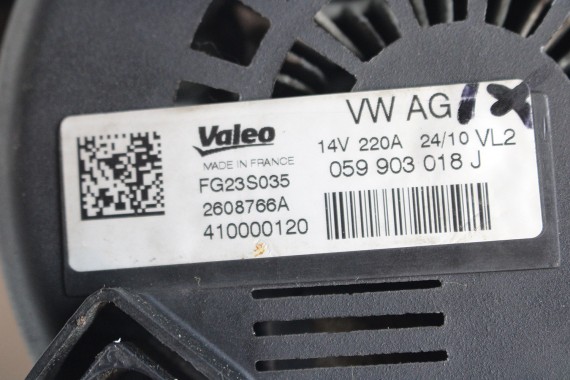 VW AG
Valeo
14V 220A 24/10 VL2
MADE IN FRANCE
059 903 018 J
FG23S035
2608766A
410000120